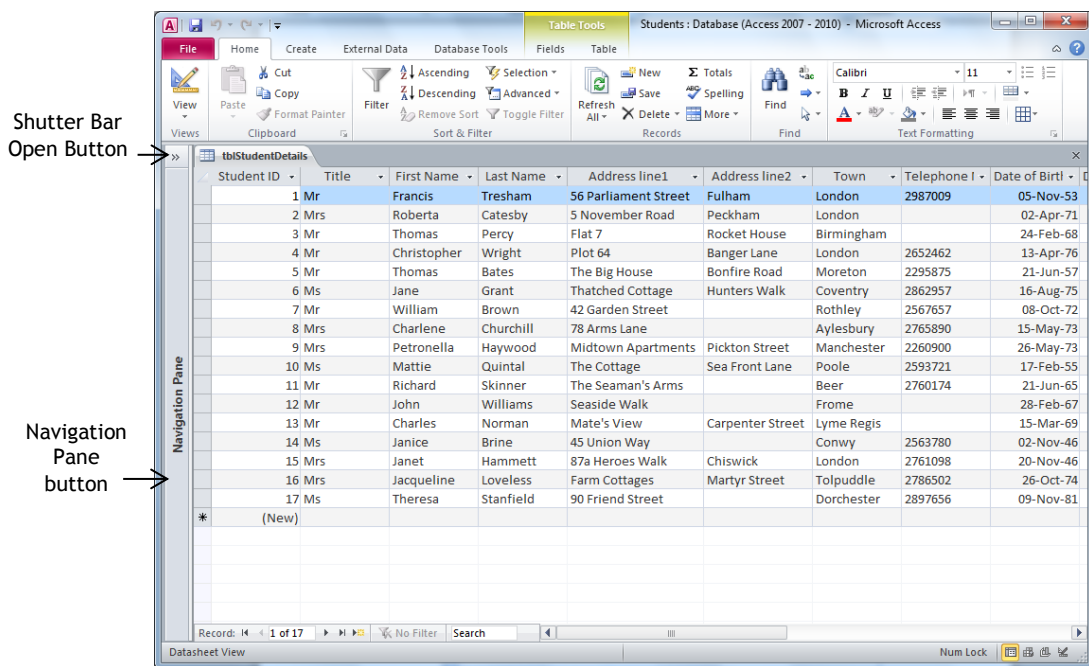 Table Tools Students : Database (Access 2007 - 2010) - Microsoft Access
File Home Create External Data Database Tools Fields Table
View
Views
Paste
Cut
Copy
Format Painter
Clipboard
Filter
Ascending
Descending
Remove Sort
Selection
Advanced
Toggle Filter
Sort & Filter
Refresh
All
New
Save
Delete
Totals
Spelling
More
Records
Find
Find
Calibri 11
B I U
Text Formatting
Shutter Bar
Open Button
tblStudentDetails
Student ID Title First Name Last Name Address line1 Address line2 Town Telephone Date of Birtl
1 Mr Francis Tresham 56 Parliament Street Fulham London 2987009 05-Nov-53
2 Mrs Roberta Catesby 5 November Road Peckham London 02-Apr-71
3 Mr Thomas Percy Flat 7 Rocket House Birmingham 24-Feb-68
4 Mr Christopher Wright Plot 64 Banger Lane London 2652462 13-Apr-76
5 Mr Thomas Bates The Big House Bonfire Road Moreton 2295875 21-Jun-57
6 Ms Jane Grant Thatched Cottage Hunters Walk Coventry 2862957 16-Aug-75
7 Mr William Brown 42 Garden Street Rothley 2567657 08-Oct-72
8 Mrs Charlene Churchill 78 Arms Lane Aylesbury 2765890 15-May-73
9 Mrs Petronella Haywood Midtown Apartments Pickton Street Manchester 2260900 26-May-73
10 Ms Mattie Quintal The Cottage Sea Front Lane Poole 2593721 17-Feb-55
11 Mr Richard Skinner The Seaman's Arms Beer 2760174 21-Jun-65
12 Mr John Williams Seaside Walk Frome 28-Feb-67
13 Mr Charles Norman Mate's View Carpenter Street Lyme Regis 15-Mar-69
14 Ms Janice Brine 45 Union Way Conwy 2563780 02-Nov-46
15 Mrs Janet Hammett 87a Heroes Walk Chiswick London 2761098 20-Nov-46
16 Mrs Jacqueline Loveless Farm Cottages Martyr Street Tolpuddle 2786502 26-Oct-74
17 Ms Theresa Stanfield 90 Friend Street Dorchester 2897656 09-Nov-81
(New)
Navigation Pane
Navigation
Pane
button
Record: 1 of 17 No Filter Search
Datasheet View Num Lock